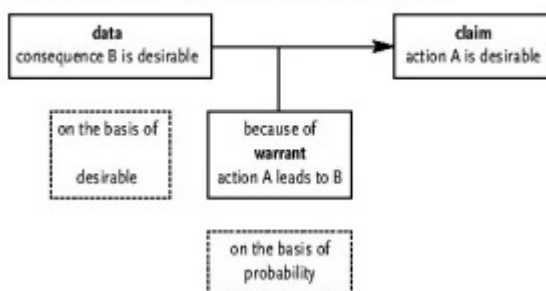 data
consequence B is desirable
claim
action A is desirable
on the basis of
desirable
because of
warrant
action A leads to B
on the basis of
probability